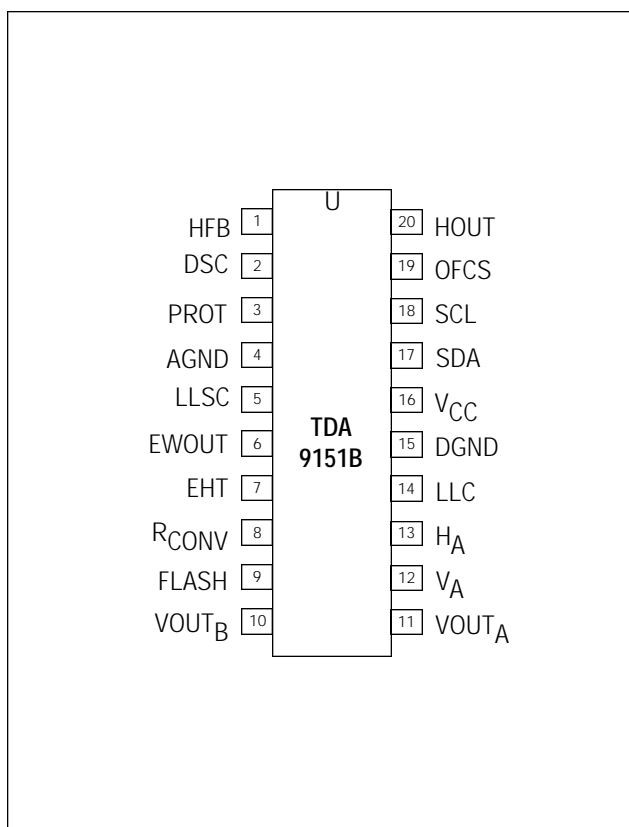 U
HFB 1
20 HOUT
DSC 2
19 OFCS
PROT 3
18 SCL
AGND 4
17 SDA
LLSC 5
16 VCC
TDA
9151B
EWOUT 6
15 DGND
EHT 7
14 LLC
RCONV 8
13 HA
FLASH 9
12 VA
VOUTB 10
11 VOUTA